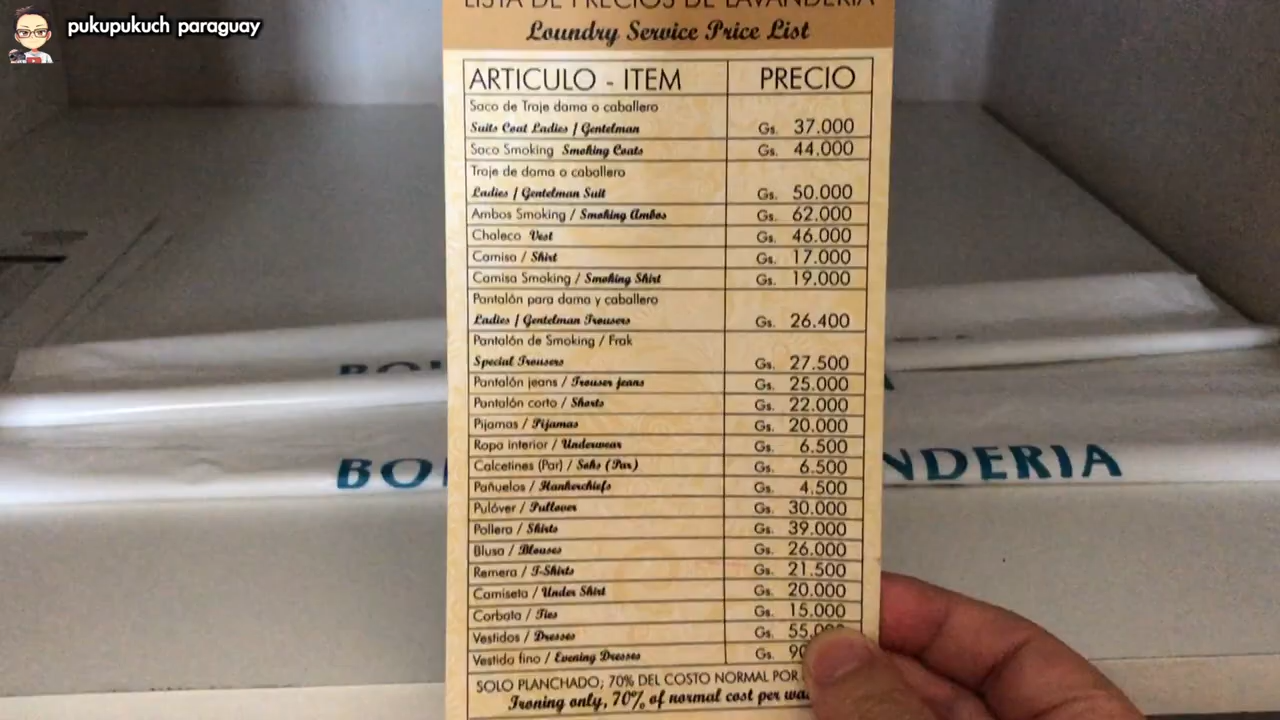 pukupukuch paraguay
LISTA DE PRECIOS DE LAVANDERIA
Loundry Service Price List
ARTICULO - ITEM PRECIO
Saco de Traje dama o caballero
Suits Coat Ladies / Gentelman Gs. 37.000
Saco Smoking Smoking Coats Gs. 44.000
Traje de dama o caballero
Ladies / Gentelman Suit Gs. 50.000
Ambos Smoking / Smoking Ambos Gs. 62.000
Chaleco Vest Gs. 46.000
Camisa / Shirt Gs. 17.000
Camisa Smoking / Smoking Shirt Gs. 19.000
Pantalón para dama y caballero
Ladies / Gentelman Trousers Gs. 26.400
Pantalón de Smoking / Frak
Special Trousers Gs. 27.500
Pantalón jeans / Trouser jeans Gs. 25.000
Pantalón corto / Shorts Gs. 22.000
Pijamas / Pijamas Gs. 20.000
Ropa interior / Underwear Gs. 6.500
Calcetines (Par) / Soks (Par) Gs. 6.500
Pañuelos / Hankerchiefs Gs. 4.500
Pulóver / Pullover Gs. 30.000
Pollera / Skirts Gs. 39.000
Blusa / Blouses Gs. 26.000
Remera / T-Shirts Gs. 21.500
Camiseta / Under Shirt Gs. 20.000
Corbata / Ties Gs. 15.000
Vestidos / Dresses Gs. 55.000
Vestido fino / Evening Dresses Gs. 90
SOLO PLANCHADO; 70% DEL COSTO NORMAL POR
Ironing only, 70% of normal cost per
BO NDERIA